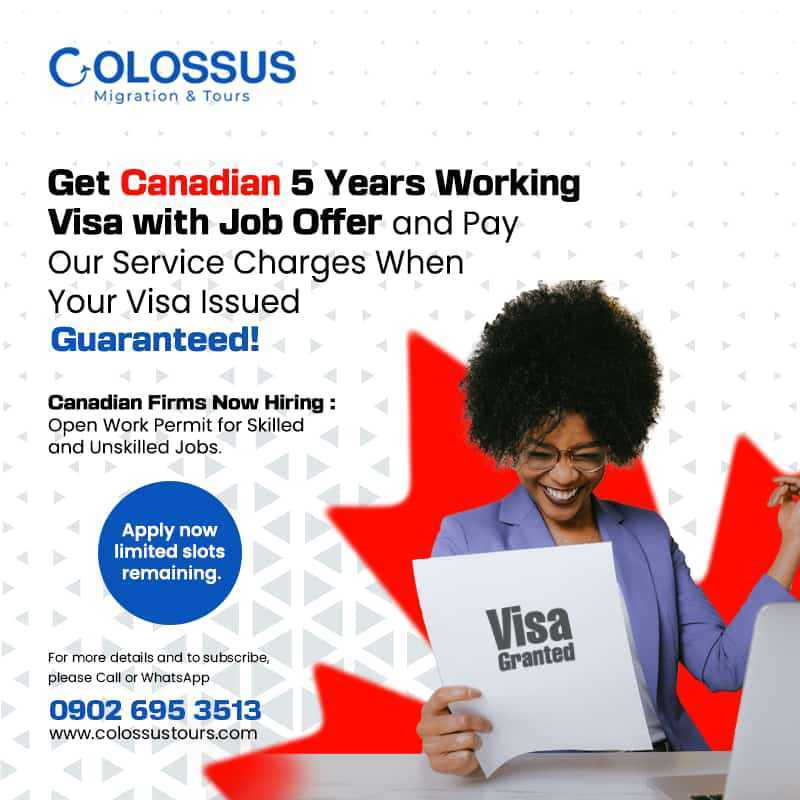 COLOSSUS
Migration & Tours
Get Canadian 5 Years Working
Visa with Job Offer and Pay
Our Service Charges When
Your Visa Issued
Guaranteed!
Canadian Firms Now Hiring :
Open Work Permit for Skilled
and Unskilled Jobs.
Apply now
limited slots
remaining.
Visa
Granted
For more details and to subscribe,
please Call or WhatsApp
0902 695 3513
www.colossustours.com